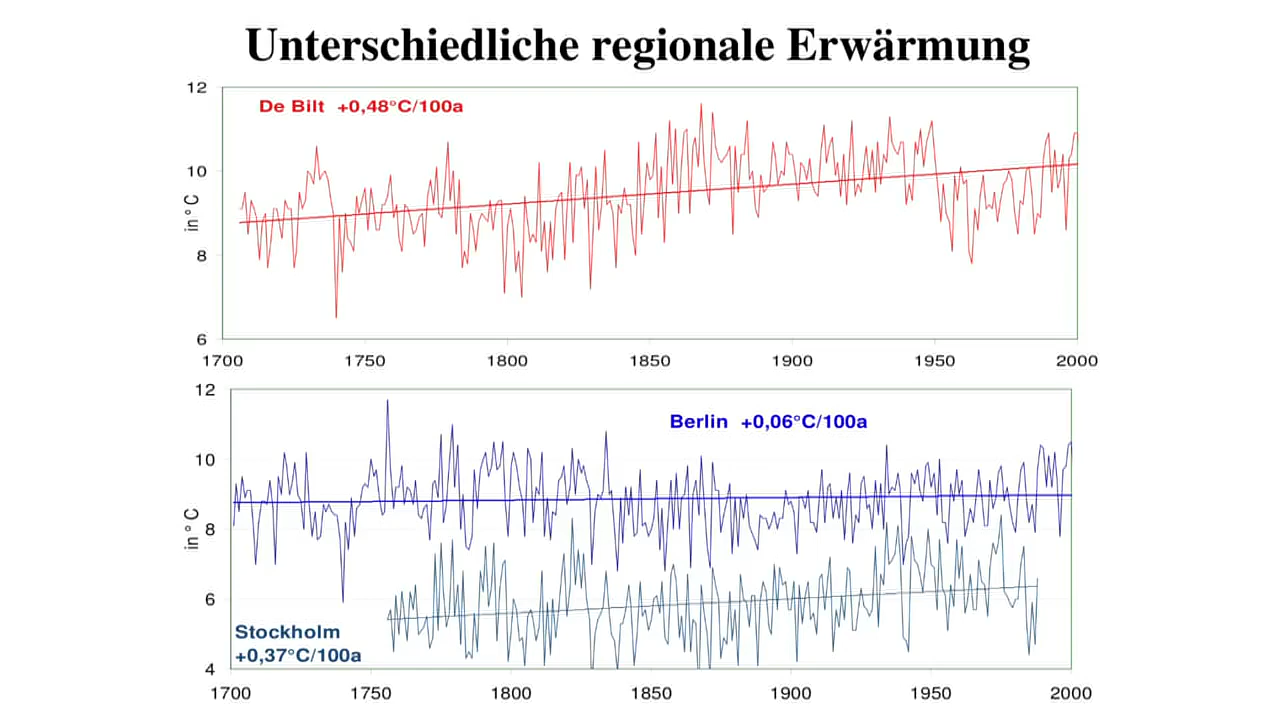 Unterschiedliche regionale Erwärmung
12
De Bilt +0,48°C/100a
10
in ° C
8
6
1700 1750 1800 1850 1900 1950 2000
12
Berlin +0,06°C/100a
10
in ° C
8
6
Stockholm
+0,37°C/100a
4
1700 1750 1800 1850 1900 1950 2000